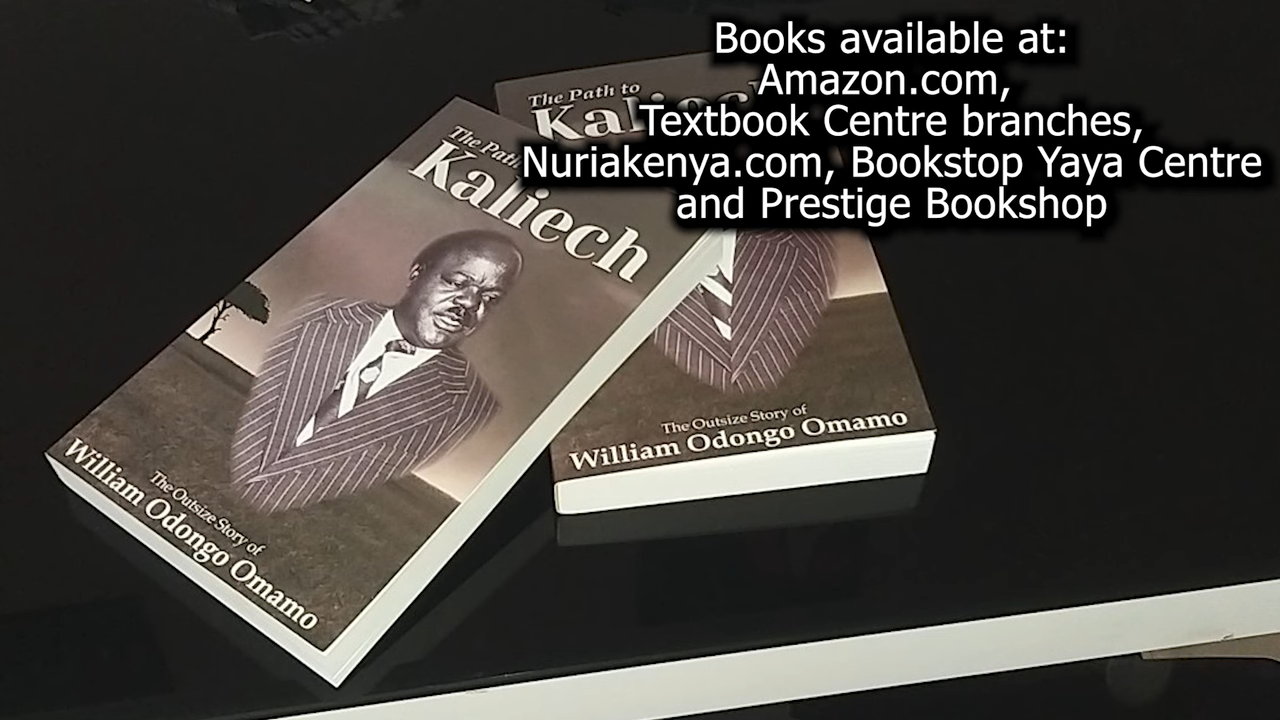 Books available at:
Amazon.com,
Textbook Centre branches,
Nuriakenya.com, Bookstop Yaya Centre
and Prestige Bookshop
The Path
Kaliech
The Outsize Story of
William Odongo Omamo
The Path to
The Outsize Story of
William Odongo Omamo